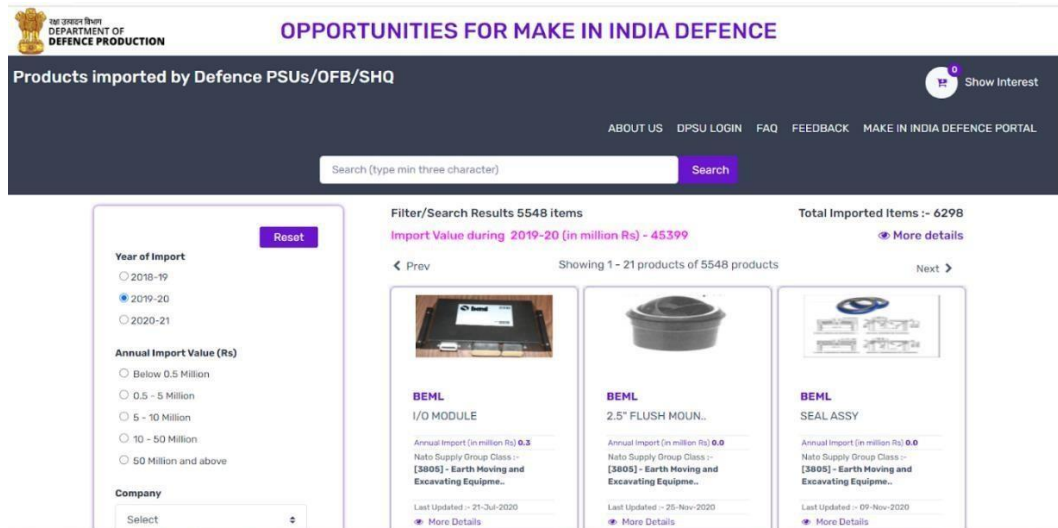 रक्षा उत्पादन विभाग
DEPARTMENT OF
DEFENCE PRODUCTION
OPPORTUNITIES FOR MAKE IN INDIA DEFENCE
Products imported by Defence PSUs/OFB/SHQ
0
Show Interest
ABOUT US DPSU LOGIN FAQ FEEDBACK MAKE IN INDIA DEFENCE PORTAL
Search (type min three character)
Search
Reset
Year of Import
2018-19
2019-20
2020-21
Annual Import Value (Rs)
Below 0.5 Million
0.5 - 5 Million
5 - 10 Million
10 - 50 Million
50 Million and above
Company
Select
Filter/Search Results 5548 items
Total Imported Items :- 6298
Import Value during 2019-20 (in million Rs) - 45399
More details
Prev
Showing 1 - 21 products of 5548 products
Next
beml
BEML
I/O MODULE
Annual Import (in million Rs) 0.3
Nato Supply Group Class :-
[3805] - Earth Moving and
Excavating Equipme..
Last Updated :- 21-Jul-2020
More Details
BEML
2.5" FLUSH MOUN..
Annual Import (in million Rs) 0.0
Nato Supply Group Class :-
[3805] - Earth Moving and
Excavating Equipme..
Last Updated :- 25-Nov-2020
More Details
BEML
SEAL ASSY
Annual Import (in million Rs) 0.0
Nato Supply Group Class :-
[3805] - Earth Moving and
Excavating Equipme..
Last Updated :- 09-Nov-2020
More Details